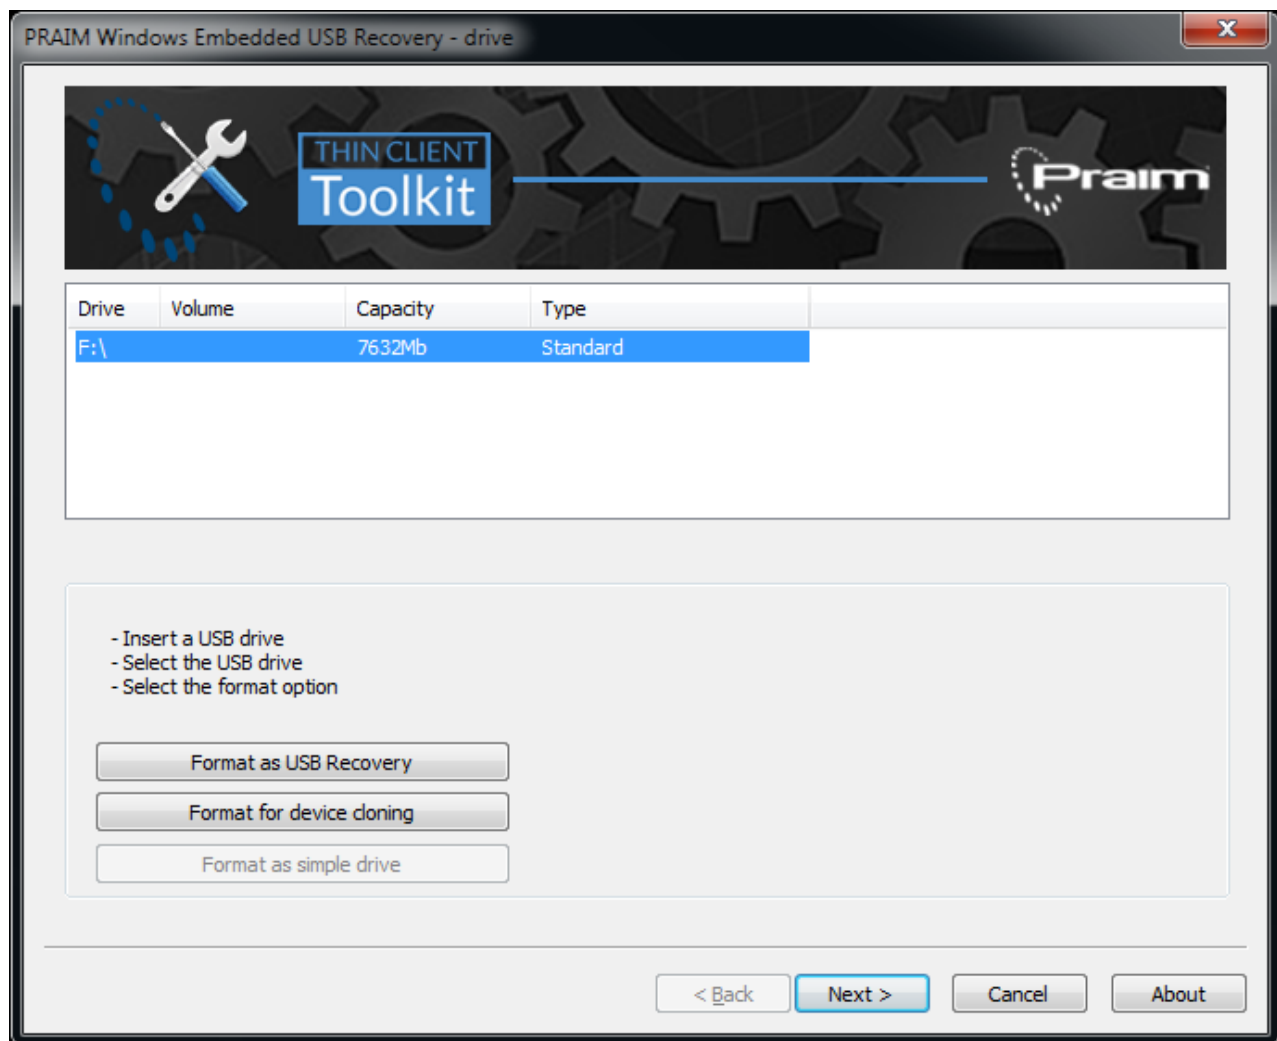 PRAIM Windows Embedded USB Recovery - drive
THIN CLIENT
Toolkit
Praim
Drive Volume Capacity Type
F:\ 7632Mb Standard
- Insert a USB drive
- Select the USB drive
- Select the format option
Format as USB Recovery
Format for device cloning
Format as simple drive
< Back Next > Cancel About